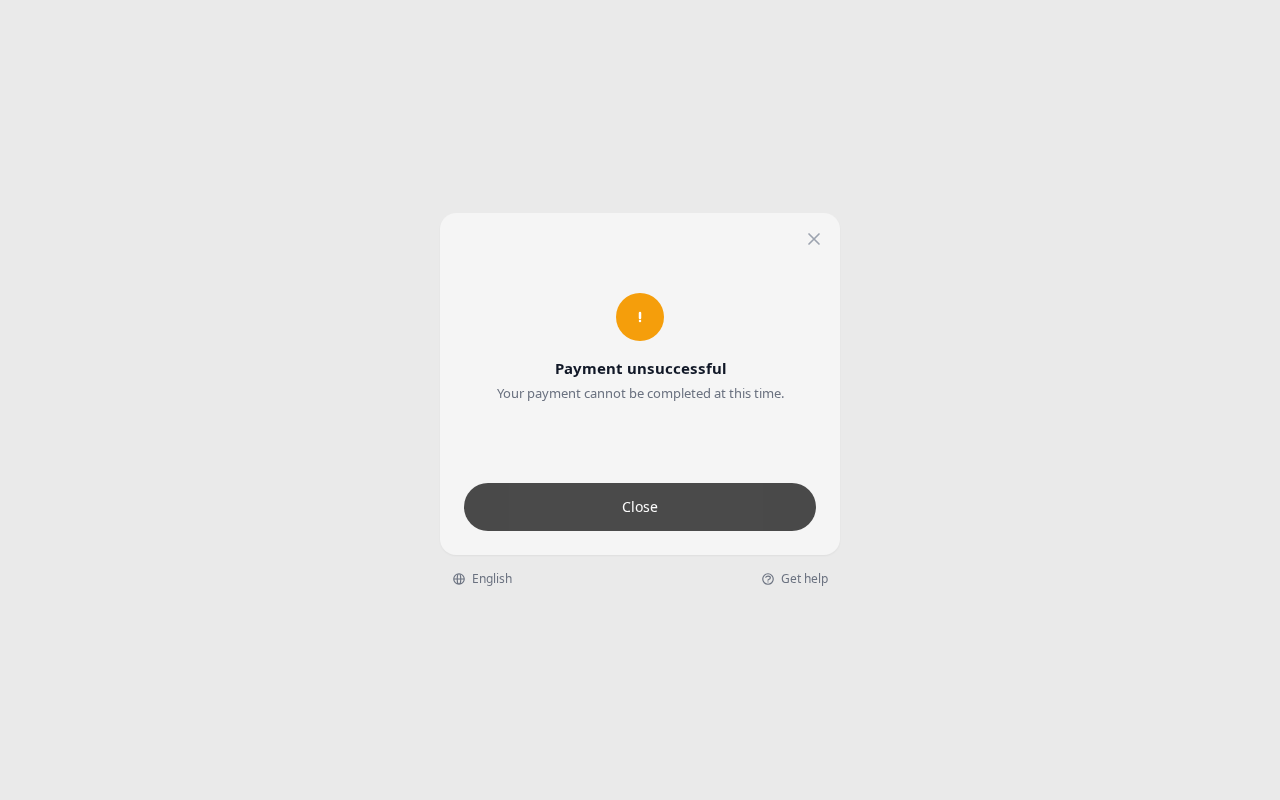 !
Payment unsuccessful
Your payment cannot be completed at this time.
Close
English
Get help